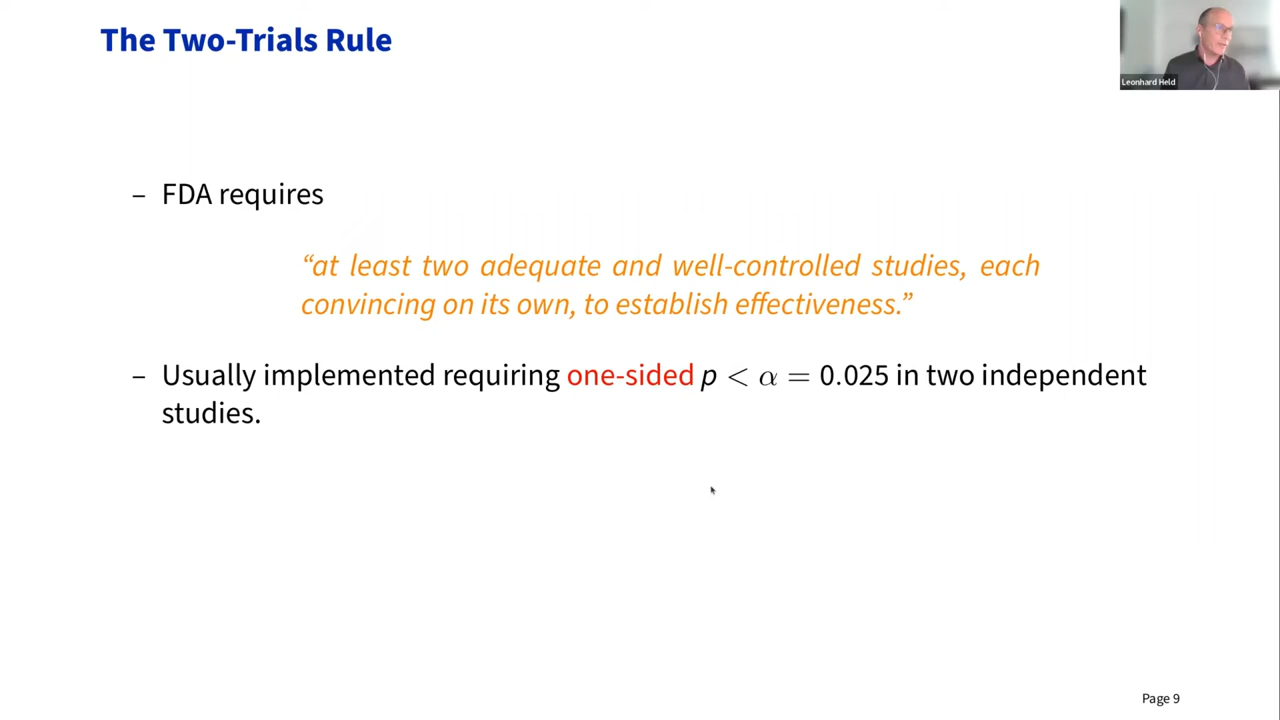 The Two-Trials Rule
Leonhard Held
– FDA requires
“at least two adequate and well-controlled studies, each
convincing on its own, to establish effectiveness.”
– Usually implemented requiring one-sided p < α = 0.025 in two independent
studies.
Page 9